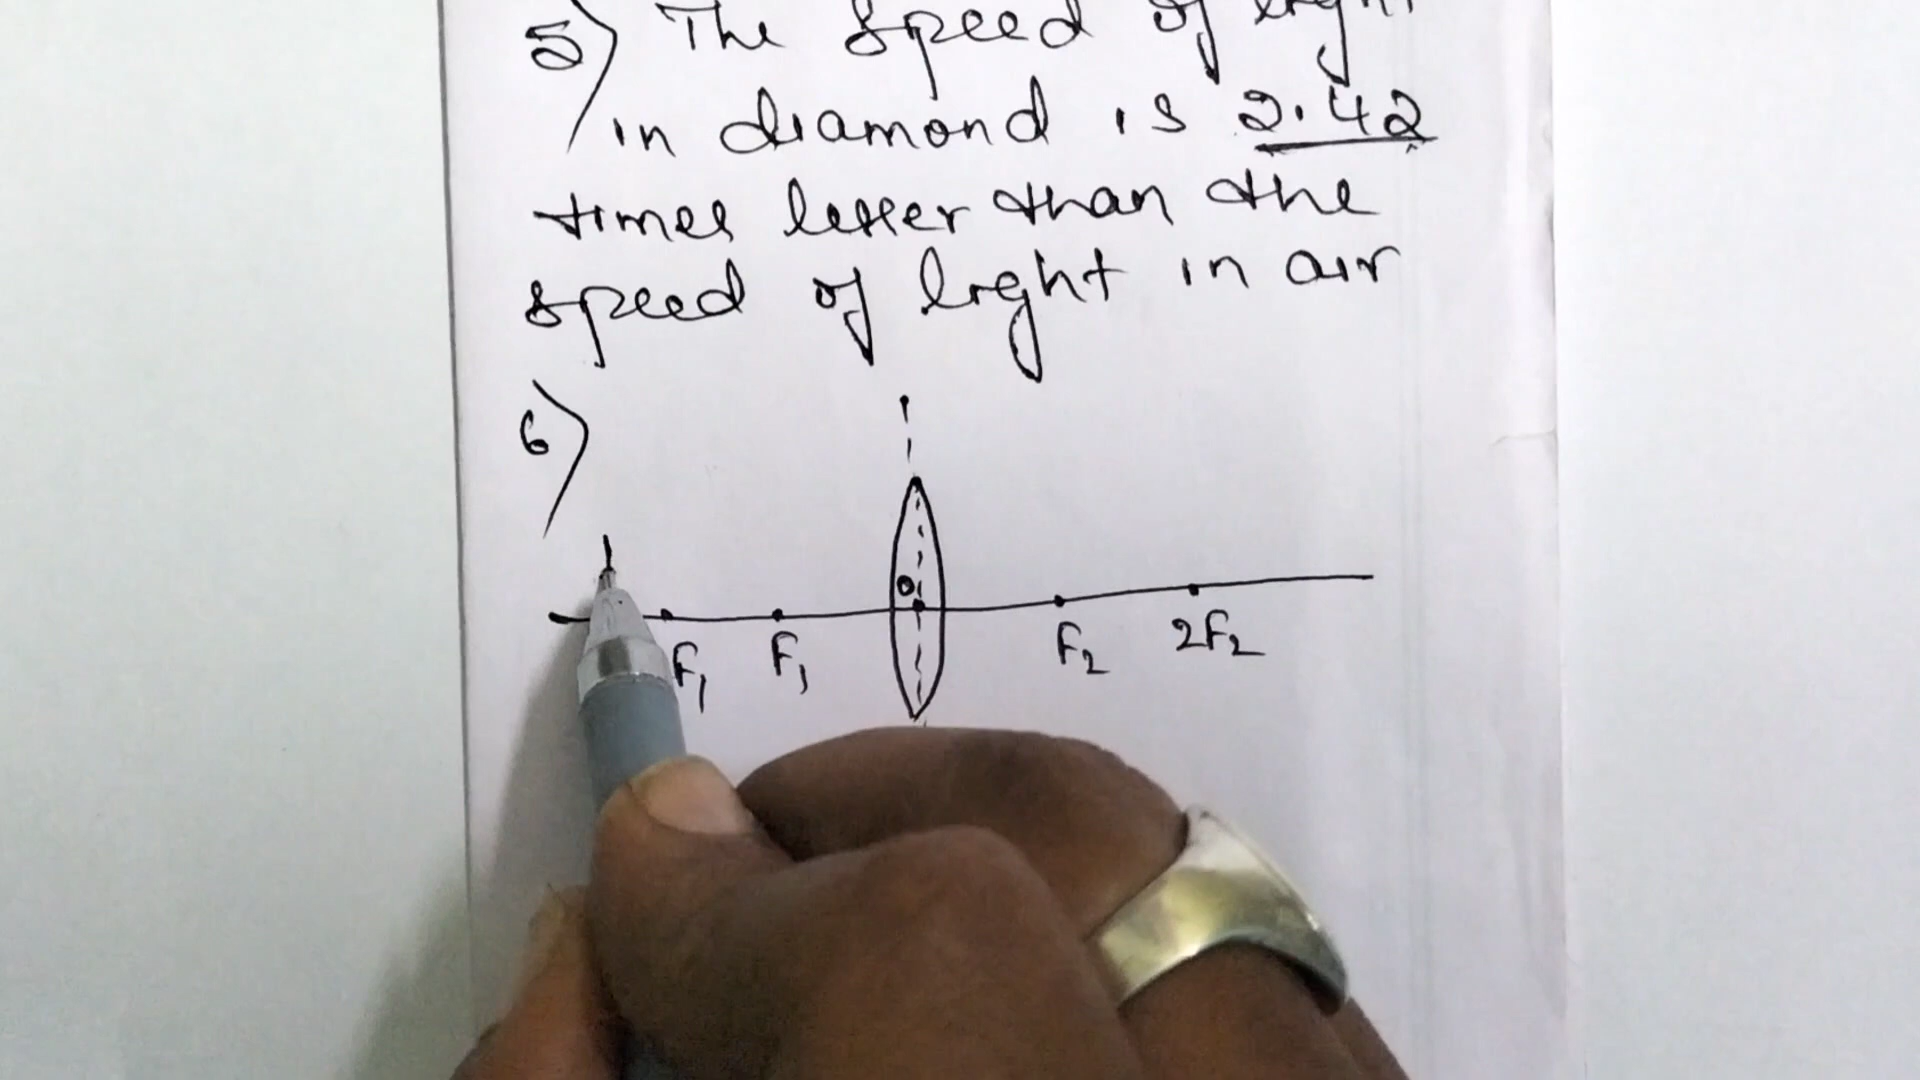 5) The speed of light
in diamond is 2.42
times lesser than the
speed of light in air
6)
O
F₁ F₁ F₂ 2F₂